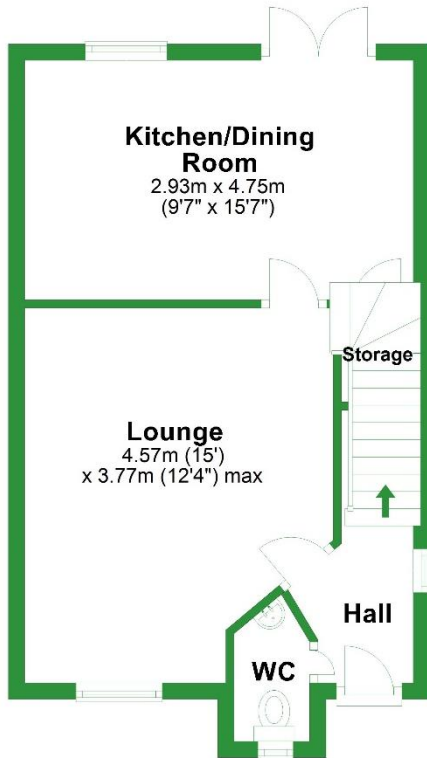 Kitchen/Dining
Room
2.93m x 4.75m
(9'7" x 15'7")
Storage
Lounge
4.57m (15')
x 3.77m (12'4") max
Hall
WC